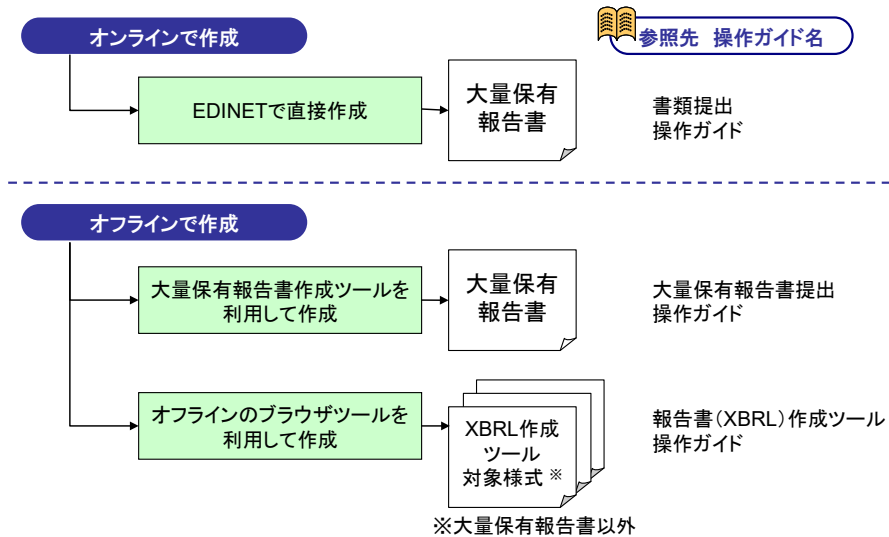 オンラインで作成
参照先 操作ガイド名
EDINETで直接作成
大量保有
報告書
書類提出
操作ガイド
オフラインで作成
大量保有報告書作成ツールを
利用して作成
大量保有
報告書
大量保有報告書提出
操作ガイド
オフラインのブラウザツールを
利用して作成
XBRL作成
ツール
対象様式 ※
報告書(XBRL)作成ツール
操作ガイド
※大量保有報告書以外